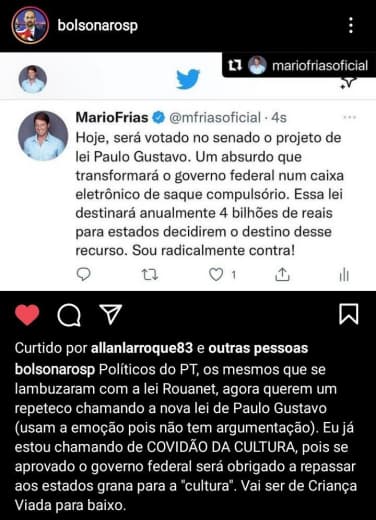 bolsonarosp
mariofriasoficial
MarioFrias @mfriasoficial · 4s
Hoje, será votado no senado o projeto de
lei Paulo Gustavo. Um absurdo que
transformará o governo federal num caixa
eletrônico de saque compulsório. Essa lei
destinará anualmente 4 bilhões de reais
para estados decidirem o destino desse
recurso. Sou radicalmente contra!
1
Curtido por allanlarroque83 e outras pessoas
bolsonarosp Políticos do PT, os mesmos que se
lambuzaram com a lei Rouanet, agora querem um
repeteco chamando a nova lei de Paulo Gustavo
(usam a emoção pois não tem argumentação). Eu já
estou chamando de COVIDÃO DA CULTURA, pois se
aprovado o governo federal será obrigado a repassar
aos estados grana para a "cultura". Vai ser de Criança
Viada para baixo.